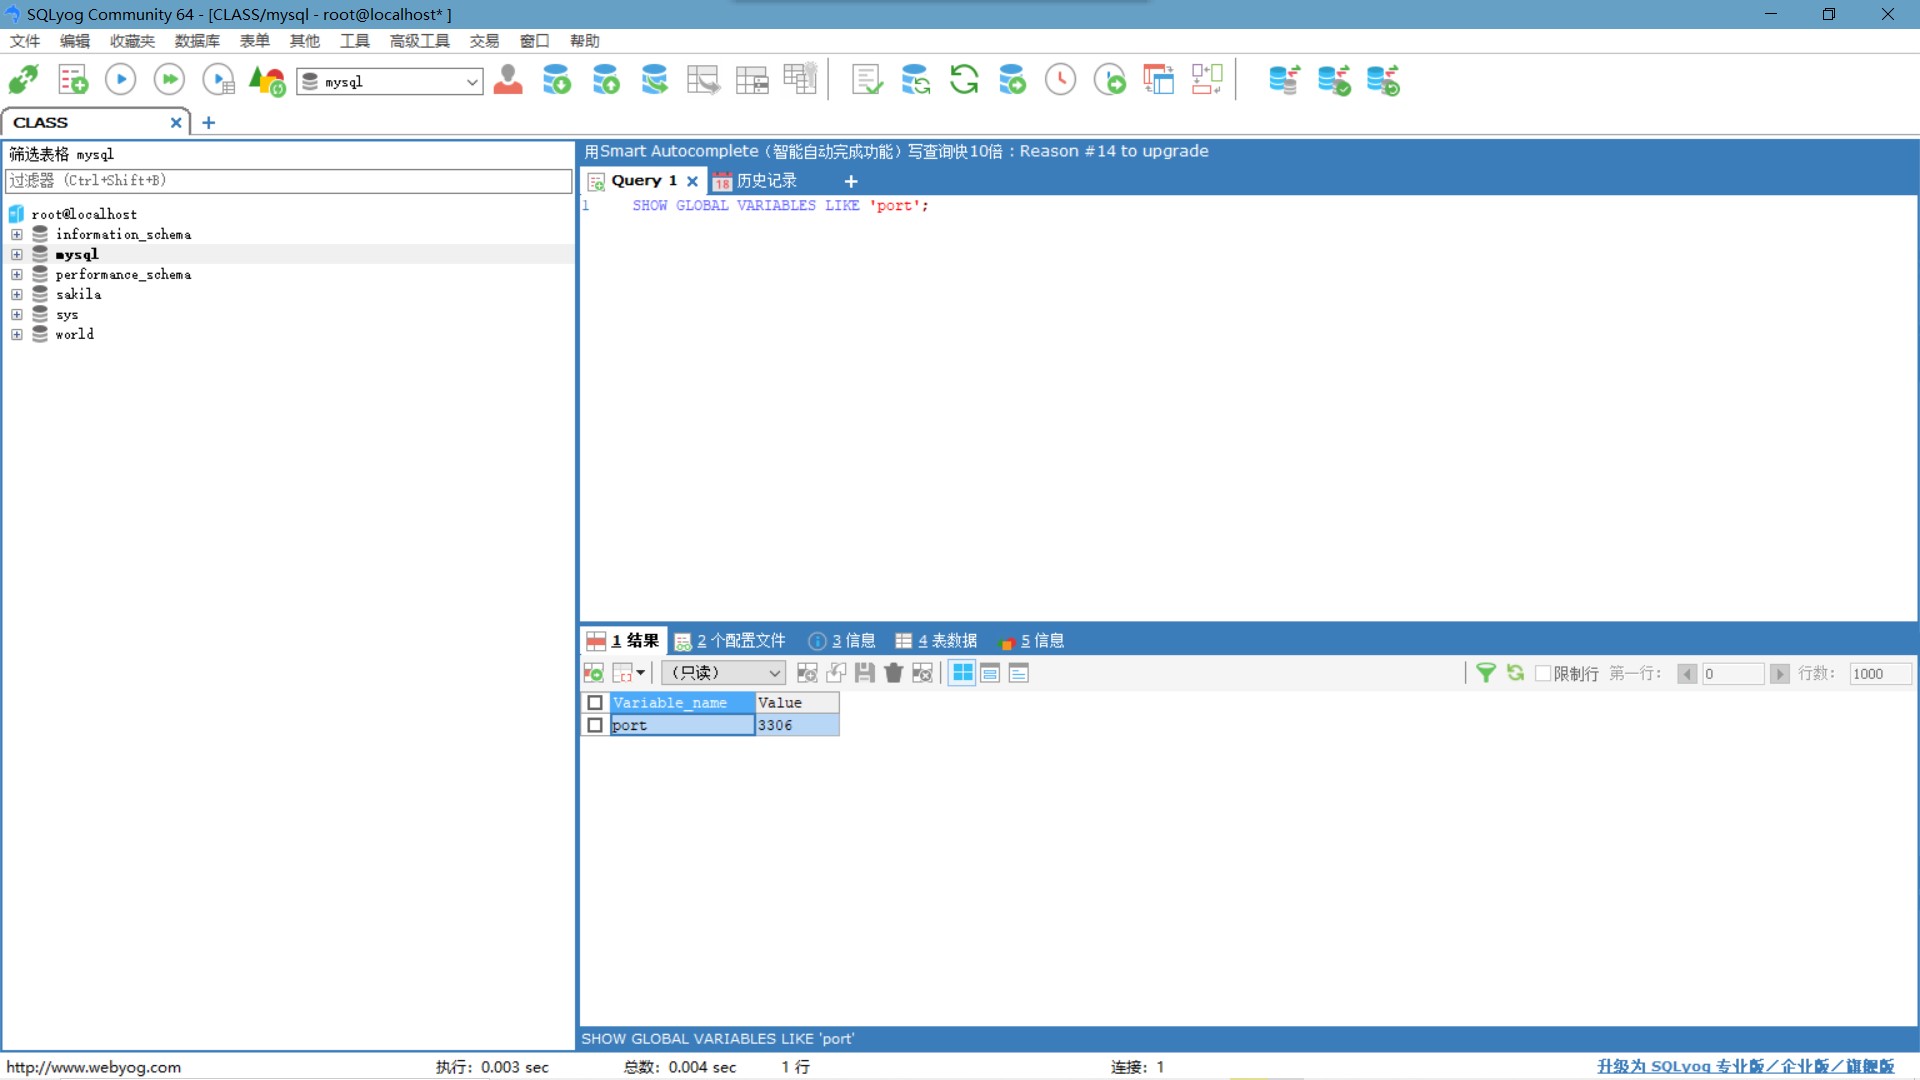 SQLyog Community 64 - [CLASS/mysql - root@localhost* ]
文件 编辑 收藏夹 数据库 表单 其他 工具 高级工具 交易 窗口 帮助
mysql
CLASS
筛选表格 mysql
过滤器 (Ctrl+Shift+B)
root@localhost
information_schema
mysql
performance_schema
sakila
sys
world
用Smart Autocomplete（智能自动完成功能）写查询快10倍：Reason #14 to upgrade
Query 1 18 历史记录
1 SHOW GLOBAL VARIABLES LIKE 'port';
1 结果 2 个配置文件 3 信息 4 表数据 5 信息
（只读） 限制行 第一行: 0 行数: 1000
Variable_name Value
port 3306
SHOW GLOBAL VARIABLES LIKE 'port'
http://www.webyog.com 执行: 0.003 sec 总数: 0.004 sec 1 行 连接: 1 升级为 SQLyog 专业版/企业版/旗舰版